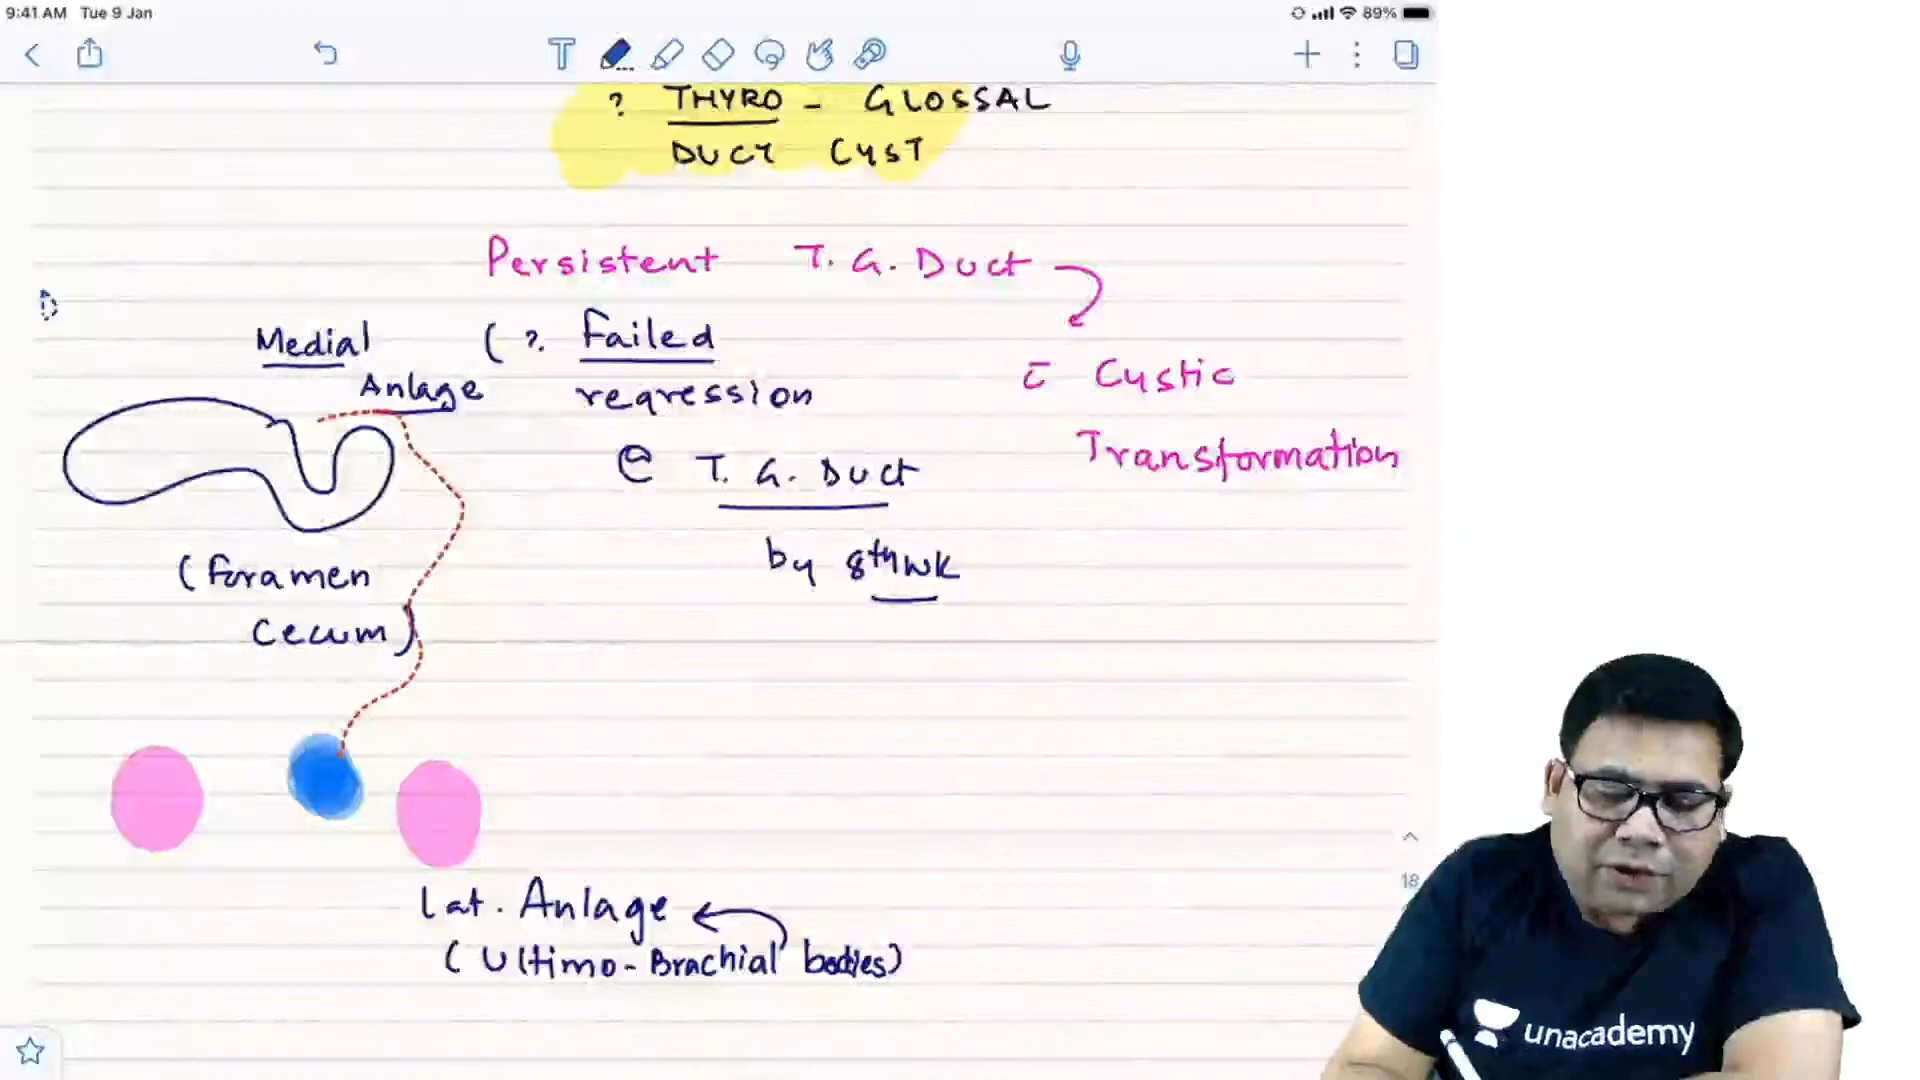 9:41 AM Tue 9 Jan
89%
? THYRO - GLOSSAL
DUCT CYST
Persistent T. G. Duct
Medial
Anlage
( ?. Failed
regression
@ T. G. Duct
by 8th wk
c̅ Cystic
Transformation
(foramen
Cecum)
Lat. Anlage
(Ultimo-Brachial bodies)
18
unacademy